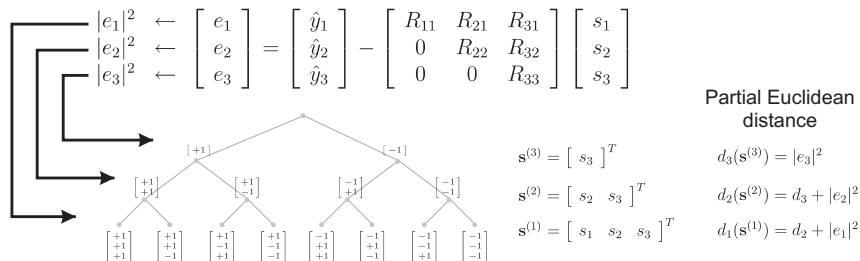 |e₁|² ← [ e₁ ] = [ ŷ₁ ] − [ R₁₁ R₂₁ R₃₁ ] [ s₁ ]
|e₂|² ← [ e₂ ] = [ ŷ₂ ] − [ 0 R₂₂ R₃₂ ] [ s₂ ]
|e₃|² ← [ e₃ ] = [ ŷ₃ ] − [ 0 0 R₃₃ ] [ s₃ ]
Partial Euclidean
distance
[+1] [−1]
s⁽³⁾ = [ s₃ ]ᵀ d₃(s⁽³⁾) = |e₃|²
+1 +1 −1 −1
+1 −1 +1 −1
s⁽²⁾ = [ s₂ s₃ ]ᵀ d₂(s⁽²⁾) = d₃ + |e₂|²
s⁽¹⁾ = [ s₁ s₂ s₃ ]ᵀ d₁(s⁽¹⁾) = d₂ + |e₁|²
+1 +1 +1 +1 −1 −1 −1 −1
+1 +1 −1 −1 +1 +1 −1 −1
+1 −1 +1 −1 +1 −1 +1 −1